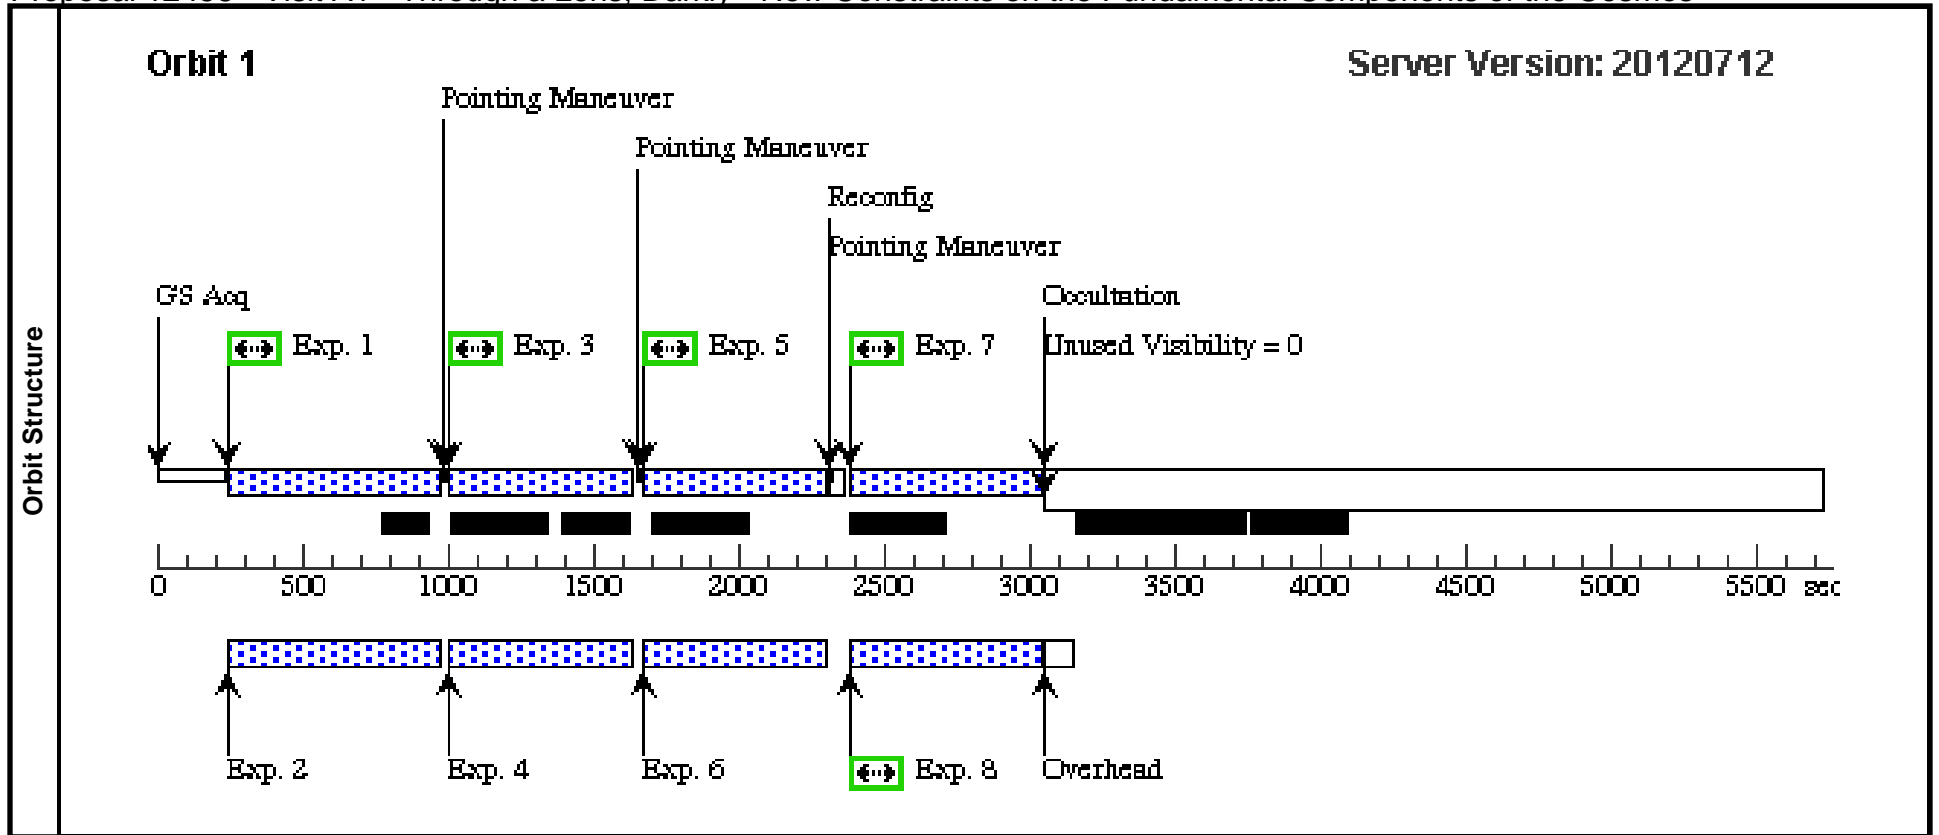 Orbit Structure
Orbit 1
Server Version: 20120712
Pointing Maneuver
Pointing Maneuver
Reconfig
Pointing Maneuver
GS Acq
Occultation
Exp. 1
Exp. 3
Exp. 5
Exp. 7
Unused Visibility = 0
0
500
1000
1500
2000
2500
3000
3500
4000
4500
5000
5500
sec
Exp. 2
Exp. 4
Exp. 6
Exp. 8
Overhead